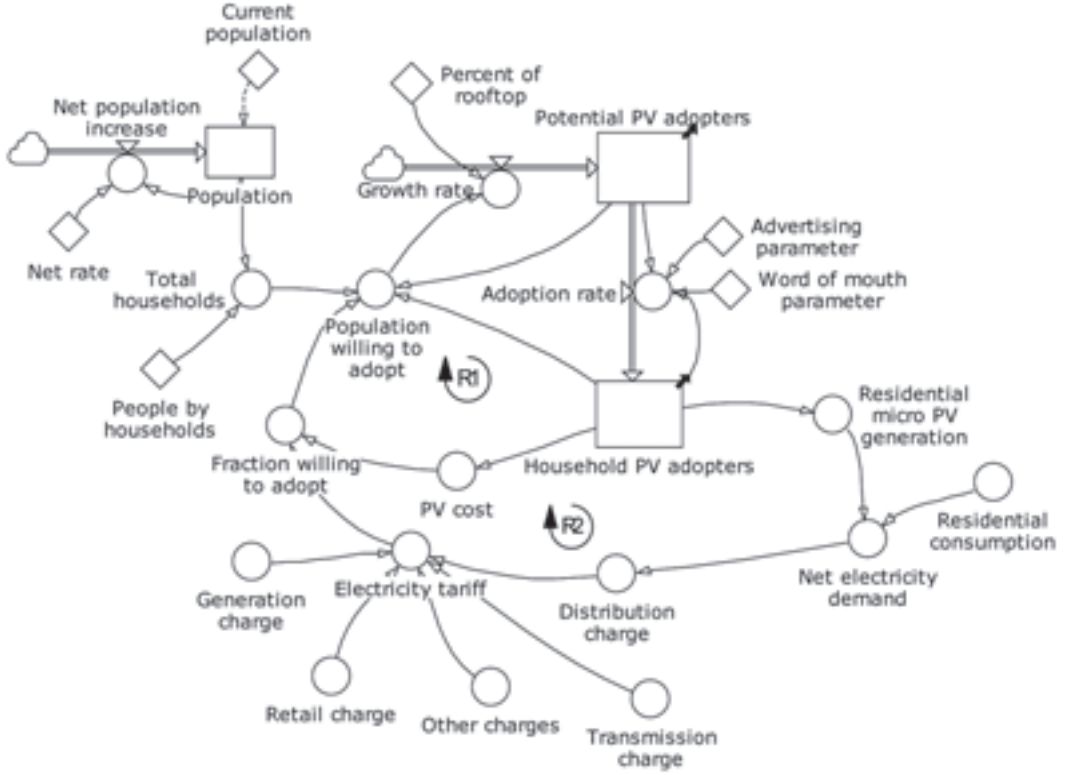 Current
population
Percent of
rooftop
Net population
increase
Potential PV adopters
Growth rate
Population
Advertising
parameter
Net rate
Total
households
Adoption rate
Word of mouth
parameter
Population
willing to
adopt
R1
People by
households
Residential
micro PV
generation
Fraction willing
to adopt
Household PV adopters
PV cost
R2
Residential
consumption
Generation
charge
Electricity tariff
Distribution
charge
Net electricity
demand
Retail charge
Other charges
Transmission
charge